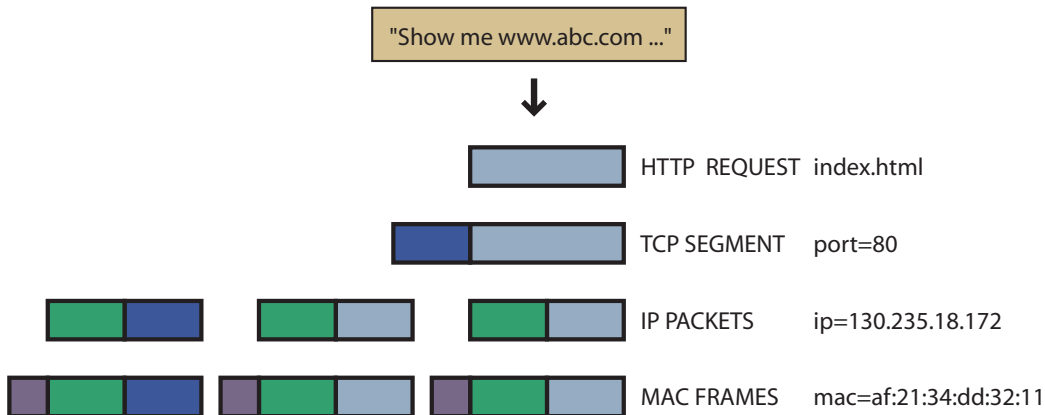 "Show me www.abc.com ..."
HTTP REQUEST index.html
TCP SEGMENT port=80
IP PACKETS ip=130.235.18.172
MAC FRAMES mac=af:21:34:dd:32:11